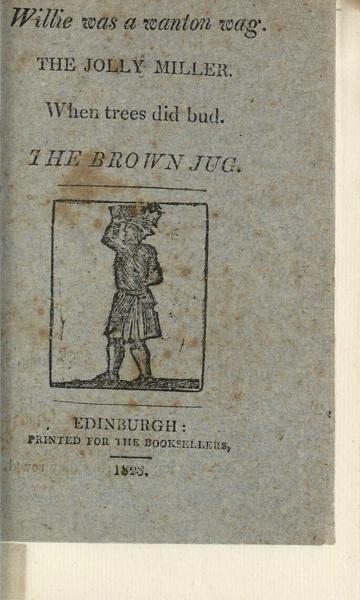 Willie was a wanton wag.
THE JOLLY MILLER.
When trees did bud.
THE BROWN JUG.
EDINBURGH:
PRINTED FOR THE BOOKSELLERS,